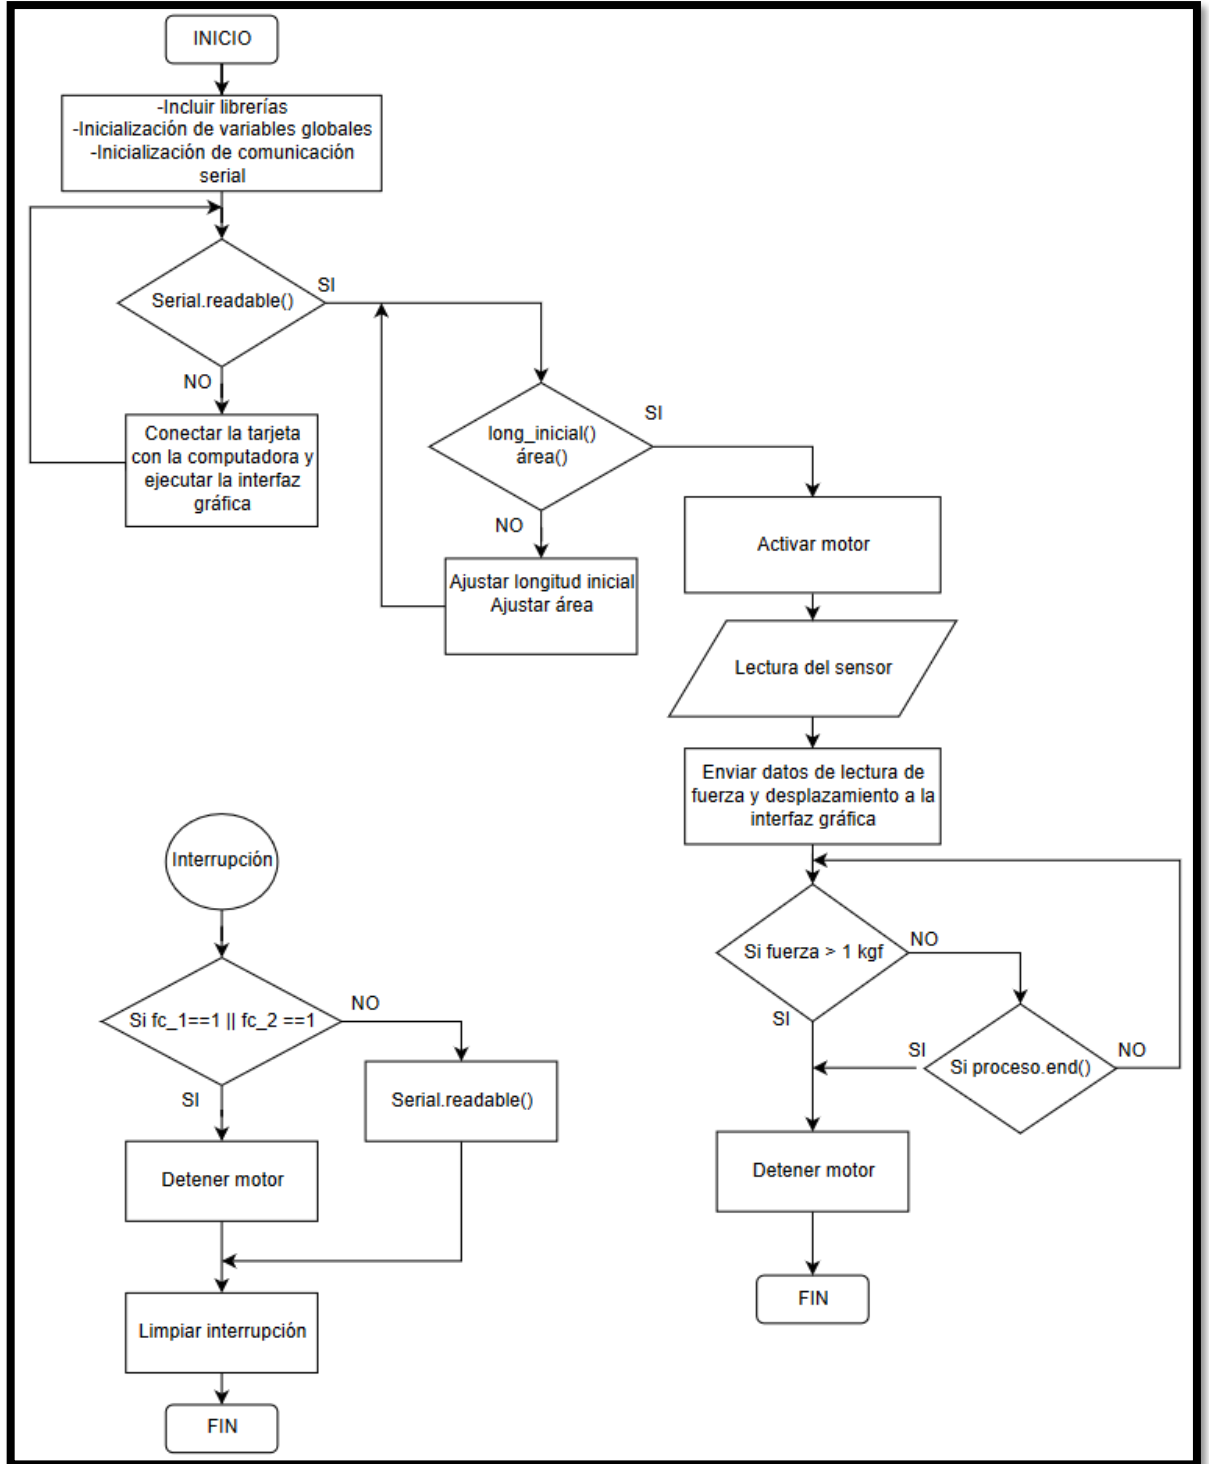 INICIO
-Incluir librerías
-Inicialización de variables globales
-Inicialización de comunicación
serial
Serial.readable()
SI
NO
Conectar la tarjeta
con la computadora y
ejecutar la interfaz
gráfica
long_inicial()
área()
SI
NO
Ajustar longitud inicial
Ajustar área
Activar motor
Lectura del sensor
Enviar datos de lectura de
fuerza y desplazamiento a la
interfaz gráfica
Si fuerza > 1 kgf
NO
SI
Si proceso.end()
SI
NO
Detener motor
FIN
Interrupción
Si fc_1==1 || fc_2 ==1
NO
SI
Serial.readable()
Detener motor
Limpiar interrupción
FIN